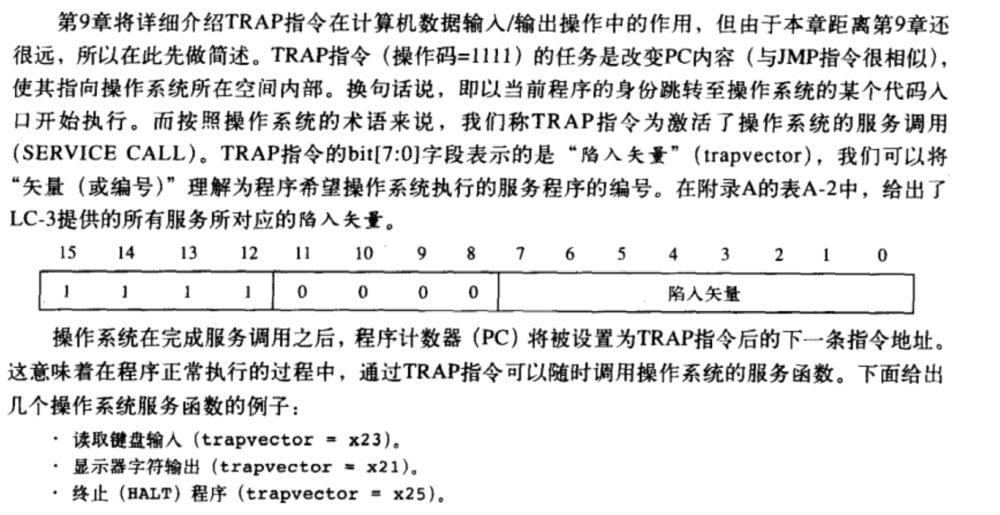 第9章将详细介绍TRAP指令在计算机数据输入/输出操作中的作用，但由于本章距离第9章还
很远，所以在此先做简述。TRAP指令（操作码=1111）的任务是改变PC内容（与JMP指令很相似），
使其指向操作系统所在空间内部。换句话说，即以当前程序的身份跳转至操作系统的某个代码入
口开始执行。而按照操作系统的术语来说，我们称TRAP指令为激活了操作系统的服务调用
（SERVICE CALL）。TRAP指令的bit[7:0]字段表示的是“陷入矢量”（trapvector），我们可以将
“矢量（或编号）”理解为程序希望操作系统执行的服务程序的编号。在附录A的表A-2中，给出了
LC-3提供的所有服务所对应的陷入矢量。
15 14 13 12 11 10 9 8 7 6 5 4 3 2 1 0
1 1 1 1 0 0 0 0 陷入矢量
操作系统在完成服务调用之后，程序计数器（PC）将被设置为TRAP指令后的下一条指令地址。
这意味着在程序正常执行的过程中，通过TRAP指令可以随时调用操作系统的服务函数。下面给出
几个操作系统服务函数的例子：
· 读取键盘输入（trapvector = x23）。
· 显示器字符输出（trapvector = x21）。
· 终止（HALT）程序（trapvector = x25）。